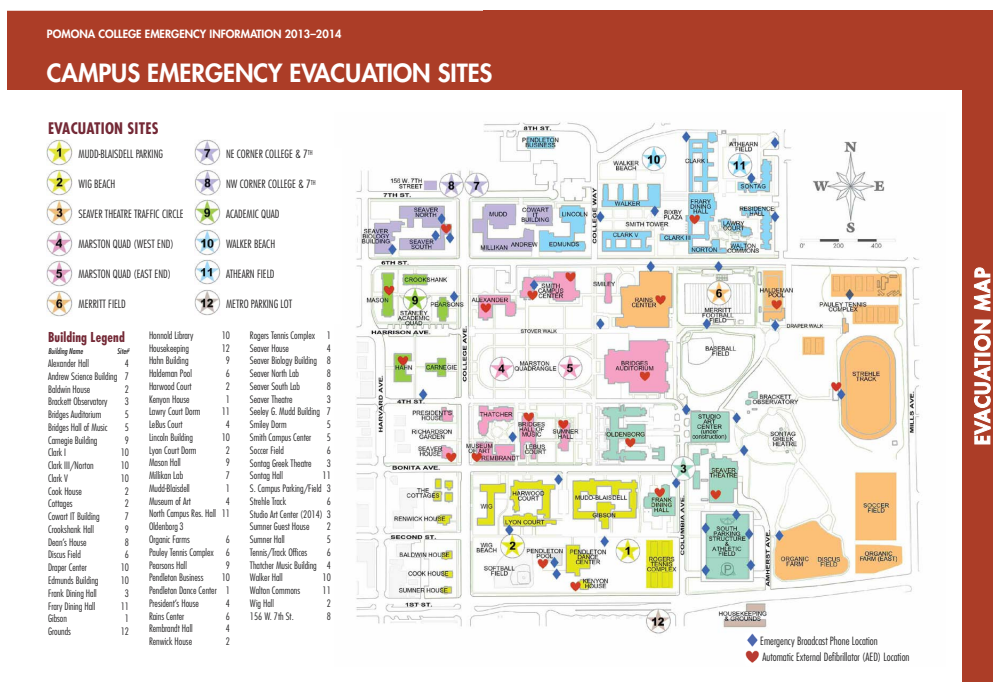 POMONA COLLEGE EMERGENCY INFORMATION 2013–2014
CAMPUS EMERGENCY EVACUATION SITES
EVACUATION MAP
EVACUATION SITES
1 MUDD-BLAISDELL PARKING
2 WIG BEACH
3 SEAVER THEATRE TRAFFIC CIRCLE
4 MARSTON QUAD (WEST END)
5 MARSTON QUAD (EAST END)
6 MERRITT FIELD
7 NE CORNER COLLEGE & 7TH
8 NW CORNER COLLEGE & 7TH
9 ACADEMIC QUAD
10 WALKER BEACH
11 ATHEARN FIELD
12 METRO PARKING LOT
Building Legend
Building Name Site#
Alexander Hall 4
Andrew Science Building 7
Baldwin House 2
Brackett Observatory 3
Bridges Auditorium 5
Bridges Hall of Music 5
Carnegie Building 9
Clark I 10
Clark III/Norton 10
Clark V 10
Cook House 2
Cottages 2
Cowart IT Building 7
Crookshank Hall 9
Dean's House 8
Discus Field 6
Draper Center 10
Edmunds Building 10
Frank Dining Hall 3
Frary Dining Hall 11
Gibson 1
Grounds 12
Honnold Library 10
Housekeeping 12
Hahn Building 9
Haldeman Pool 6
Harwood Court 2
Kenyon House 1
Lawry Court Dorm 11
LeBus Court 4
Lincoln Building 10
Lyon Court Dorm 2
Mason Hall 9
Millikan Lab 7
Mudd-Blaisdell 1
Museum of Art 4
North Campus Res. Hall 11
Oldenborg 3
Organic Farms 6
Pauley Tennis Complex 6
Pearsons Hall 9
Pendleton Business 10
Pendleton Dance Center 1
President's House 4
Rains Center 6
Rembrandt Hall 4
Renwick House 2
Rogers Tennis Complex 1
Seaver House 4
Seaver Biology Building 8
Seaver North Lab 8
Seaver South Lab 8
Seaver Theatre 3
Seeley G. Mudd Building 7
Smiley Dorm 5
Smith Campus Center 5
Soccer Field 6
Sontag Greek Theatre 3
Sontag Hall 11
S. Campus Parking/Field 3
Strehle Track 6
Studio Art Center (2014) 3
Sumner Guest House 2
Sumner Hall 5
Tennis/Track Offices 6
Thatcher Music Building 4
Walker Hall 10
Walton Commons 11
Wig Hall 2
156 W. 7th St. 8
8TH ST.
PENDLETON
BUSINESS
WALKER
BEACH
10
CLARK I
ATHEARN
FIELD
11
SONTAG
N
W
E
S
0'
200
400
156 W. 7TH
STREET
8
7
7TH ST.
SEAVER
NORTH
SEAVER
BIOLOGY
BUILDING
SEAVER
SOUTH
MUDD
COWART
IT
BUILDING
LINCOLN
MILLIKAN
ANDREW
EDMUNDS
COLLEGE WAY
WALKER
BIXBY
PLAZA
FRARY
DINING
HALL
RESIDENCE
HALL
SMITH TOWER
LAWRY
COURT
CLARK V
CLARK III
NORTON
WALTON
COMMONS
6TH ST.
CROOKSHANK
MASON
9
STANLEY
ACADEMIC
QUAD
PEARSONS
ALEXANDER
SMITH
CAMPUS
CENTER
SMILEY
RAINS
CENTER
6
MERRITT
FOOTBALL
FIELD
HALDEMAN
POOL
PAULEY TENNIS
COMPLEX
HARRISON AVE.
STOVER WALK
DRAPER WALK
COLLEGE AVE.
HAHN
CARNEGIE
4
MARSTON
QUADRANGLE
5
BRIDGES
AUDITORIUM
BASEBALL
FIELD
STREHLE
TRACK
HARVARD AVE.
MILLS AVE.
4TH ST.
BRACKETT
OBSERVATORY
PRESIDENT'S
HOUSE
THATCHER
BRIDGES
HALL OF
MUSIC
SUMNER
HALL
OLDENBORG
STUDIO
ART
CENTER
(under
construction)
RICHARDSON
GARDEN
SEAVER
HOUSE
MUSEUM
OF ART
REMBRANDT
LEBUS
COURT
SONTAG
GREEK
THEATRE
BONITA AVE.
3
SEAVER
THEATRE
THE
COTTAGES
WIG
HARWOOD
COURT
MUDD-BLAISDELL
FRANK
DINING
HALL
COLUMBIA AVE.
RENWICK HOUSE
LYON COURT
GIBSON
SOCCER
FIELD
SECOND ST.
SOUTH
PARKING
STRUCTURE
&
ATHLETIC
FIELD
P
AMHERST AVE.
BALDWIN HOUSE
WIG
BEACH
2
PENDLETON
POOL
PENDLETON
DANCE
CENTER
1
ROGERS
TENNIS
COMPLEX
ORGANIC
FARM
DISCUS
FIELD
ORGANIC
FARM (EAST)
COOK HOUSE
SOFTBALL
FIELD
SUMNER HOUSE
KENYON
HOUSE
1ST ST.
12
HOUSEKEEPING
& GROUNDS
Emergency Broadcast Phone Location
Automatic External Defibrillator (AED) Location